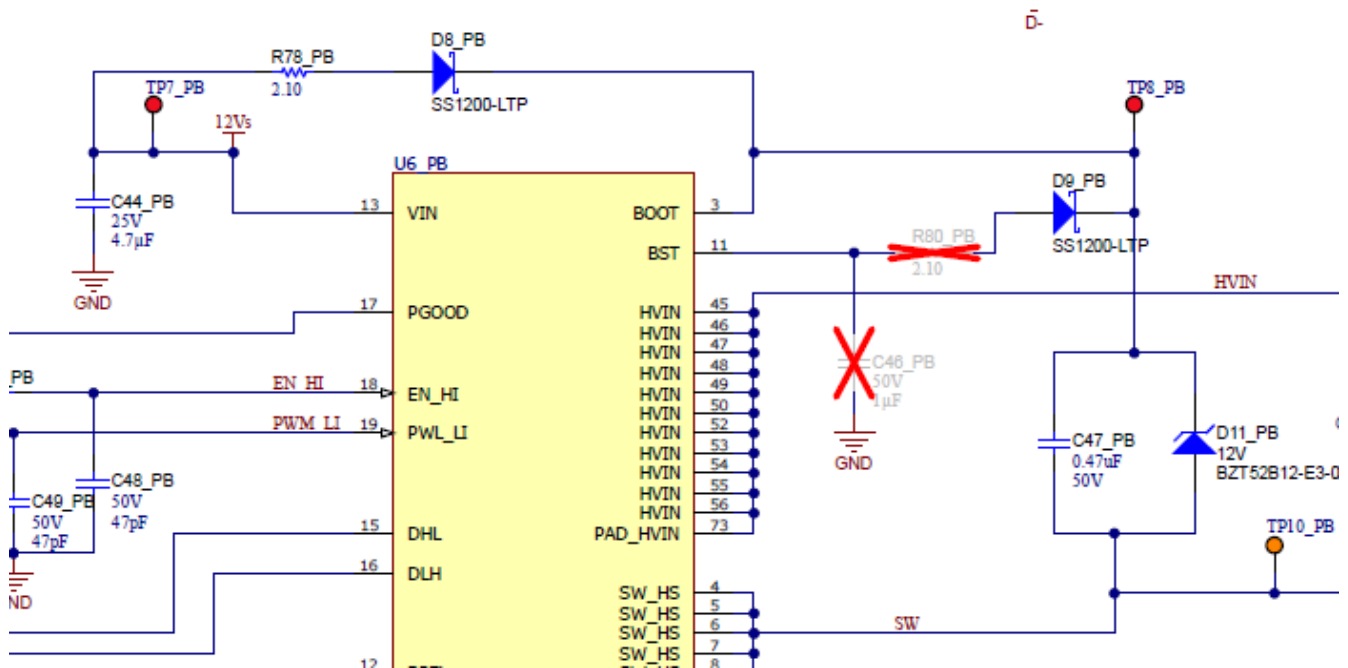 D-
D8_PB
R78_PB
2.10
SS1200-LTP
TP7_PB
TP8_PB
12Vs
U6_PB
D9_PB
SS1200-LTP
C44_PB
25V
4.7µF
GND
13
VIN
BOOT
3
BST
11
R80_PB
2.10
HVIN
17
PGOOD
HVIN
45
HVIN
46
HVIN
47
HVIN
48
HVIN
49
HVIN
50
HVIN
52
HVIN
53
HVIN
54
HVIN
55
HVIN
56
PAD_HVIN
73
_PB
EN_HI
18
EN_HI
PWM_LI
19
PWL_LI
C46_PB
50V
1µF
GND
C47_PB
0.47uF
50V
D11_PB
12V
BZT52B12-E3-0
C49_PB
50V
47pF
C48_PB
50V
47pF
ND
15
DHL
16
DLH
TP10_PB
SW_HS
4
SW_HS
5
SW_HS
6
SW_HS
7
8
SW
12